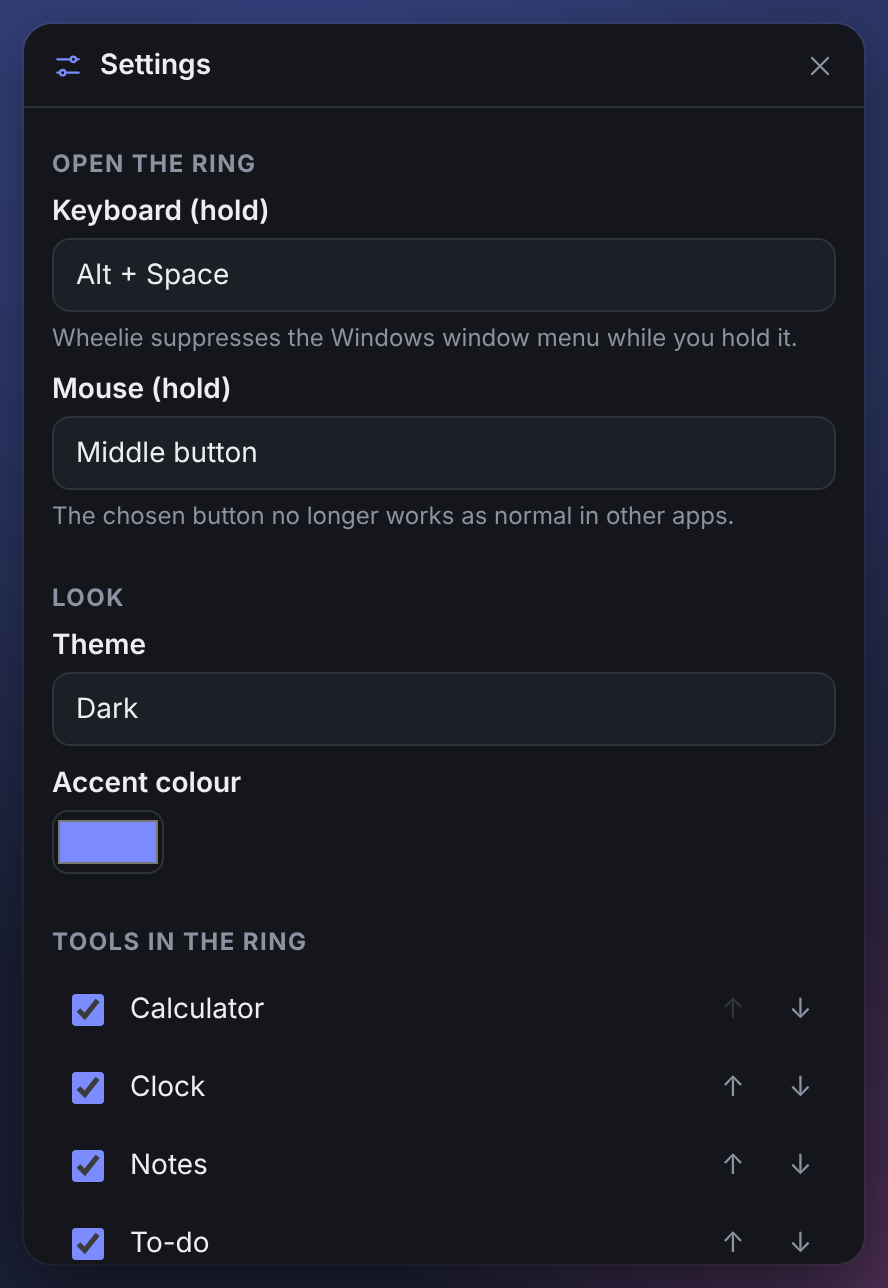 Settings
OPEN THE RING
Keyboard (hold)
Alt + Space
Wheelie suppresses the Windows window menu while you hold it.
Mouse (hold)
Middle button
The chosen button no longer works as normal in other apps.
LOOK
Theme
Dark
Accent colour
TOOLS IN THE RING
Calculator
Clock
Notes
To-do